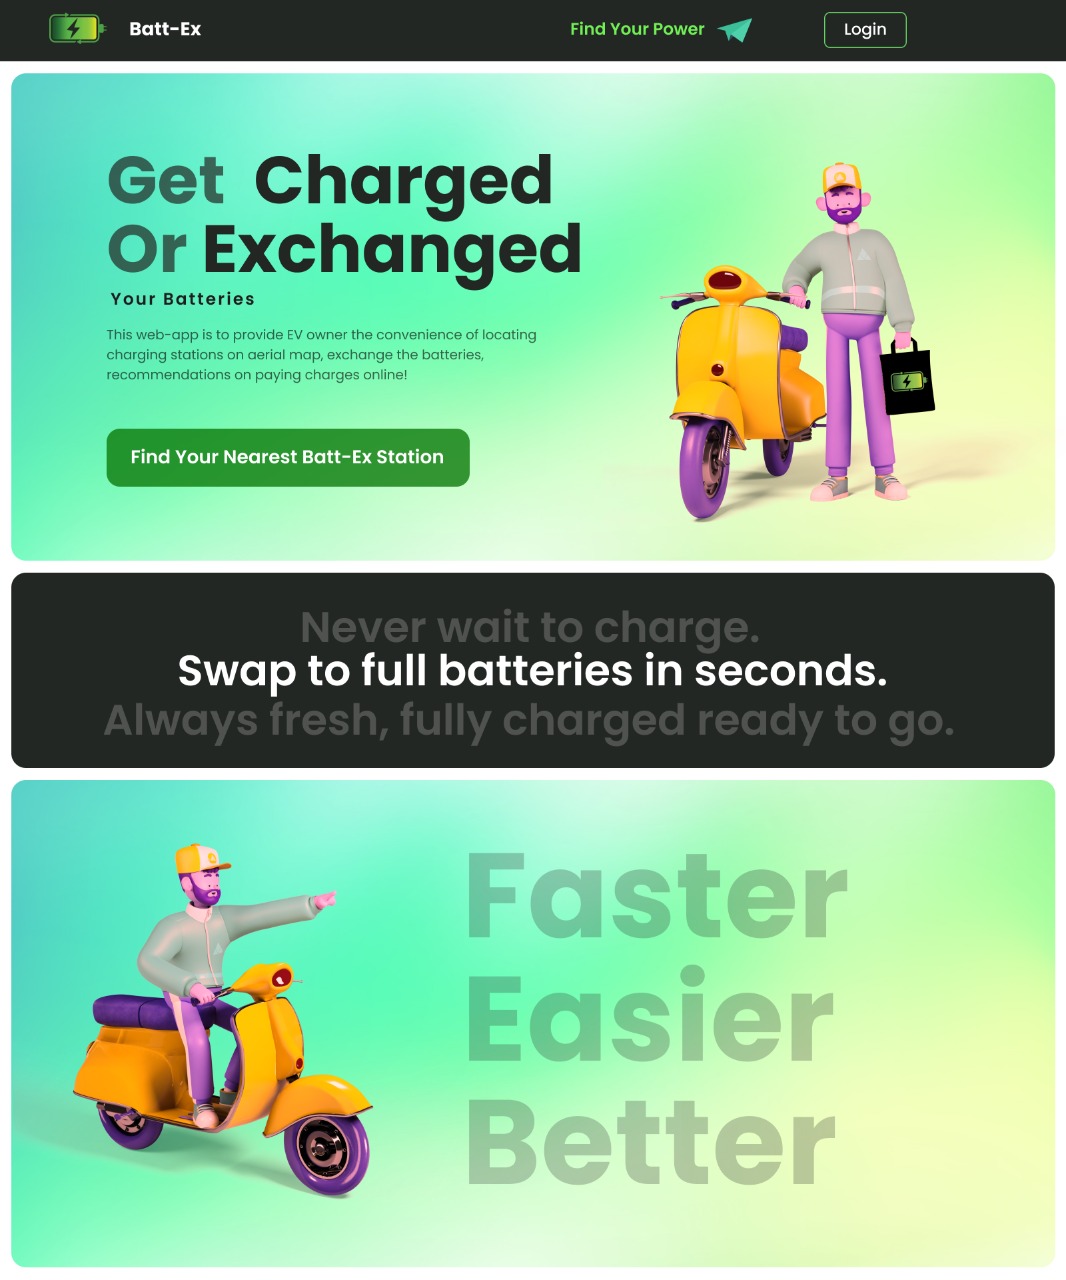 Batt-Ex
Find Your Power
Login
Get Charged
Or Exchanged
Your Batteries
This web-app is to provide EV owner the convenience of locating
charging stations on aerial map, exchange the batteries,
recommendations on paying charges online!
Find Your Nearest Batt-Ex Station
Never wait to charge.
Swap to full batteries in seconds.
Always fresh, fully charged ready to go.
Faster
Easier
Better